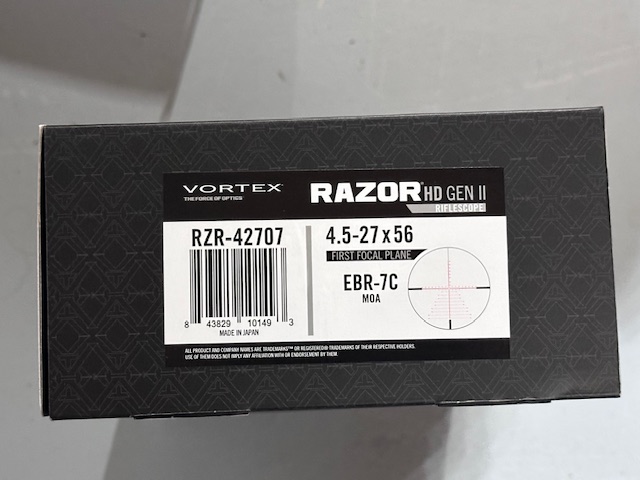 VORTEX
THE FORCE OF OPTICS
RAZOR HD GEN II
RIFLESCOPE
RZR-42707
8 43829 10149 3
MADE IN JAPAN
4.5-27x56
FIRST FOCAL PLANE
EBR-7C
MOA
ALL PRODUCT AND COMPANY NAMES ARE TRADEMARKS™ OR REGISTERED® TRADEMARKS OF THEIR RESPECTIVE HOLDERS.
USE OF THEM DOES NOT IMPLY ANY AFFILIATION WITH OR ENDORSEMENT BY THEM.